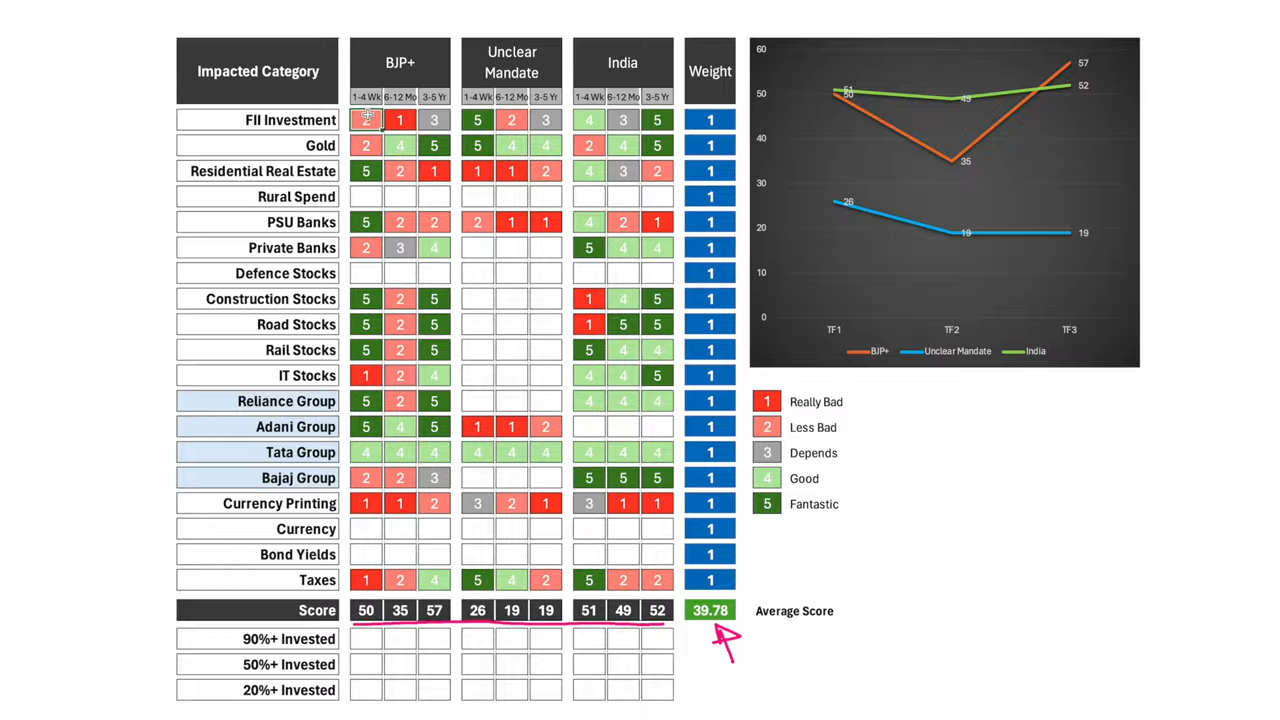 Impacted Category BJP+ Unclear Mandate India Weight
1-4 Wk 6-12 Mo 3-5 Yr 1-4 Wk 6-12 Mo 3-5 Yr 1-4 Wk 6-12 Mo 3-5 Yr
FII Investment 2 1 3 5 2 3 4 3 5 1
Gold 2 4 5 5 4 4 2 4 5 1
Residential Real Estate 5 2 1 1 1 2 4 3 2 1
Rural Spend 1
PSU Banks 5 2 2 2 1 1 4 2 1 1
Private Banks 2 3 4 5 4 4 1
Defence Stocks 1
Construction Stocks 5 2 5 1 4 5 1
Road Stocks 5 2 5 1 5 5 1
Rail Stocks 5 2 5 5 4 4 1
IT Stocks 1 2 4 4 4 5 1
Reliance Group 5 2 5 4 4 4 1
Adani Group 5 4 5 1 1 2 1
Tata Group 4 4 4 4 4 4 4 4 4 1
Bajaj Group 2 2 3 5 5 5 1
Currency Printing 1 1 2 3 2 1 3 1 1 1
Currency 1
Bond Yields 1
Taxes 1 2 4 5 4 2 5 2 2 1
Score 50 35 57 26 19 19 51 49 52 39.78 Average Score
90%+ Invested
50%+ Invested
20%+ Invested
60
50
40
30
20
10
0
51
50
49
35
57
52
26
19
19
TF1 TF2 TF3
BJP+ Unclear Mandate India
1 Really Bad
2 Less Bad
3 Depends
4 Good
5 Fantastic